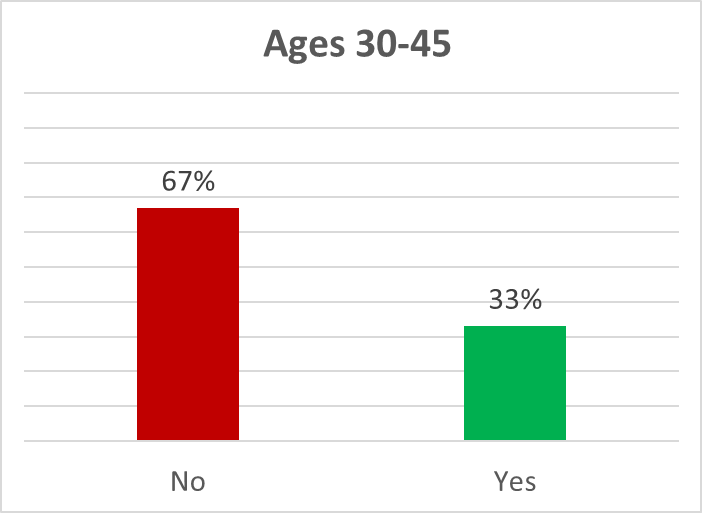 Ages 30-45
67%
33%
No
Yes